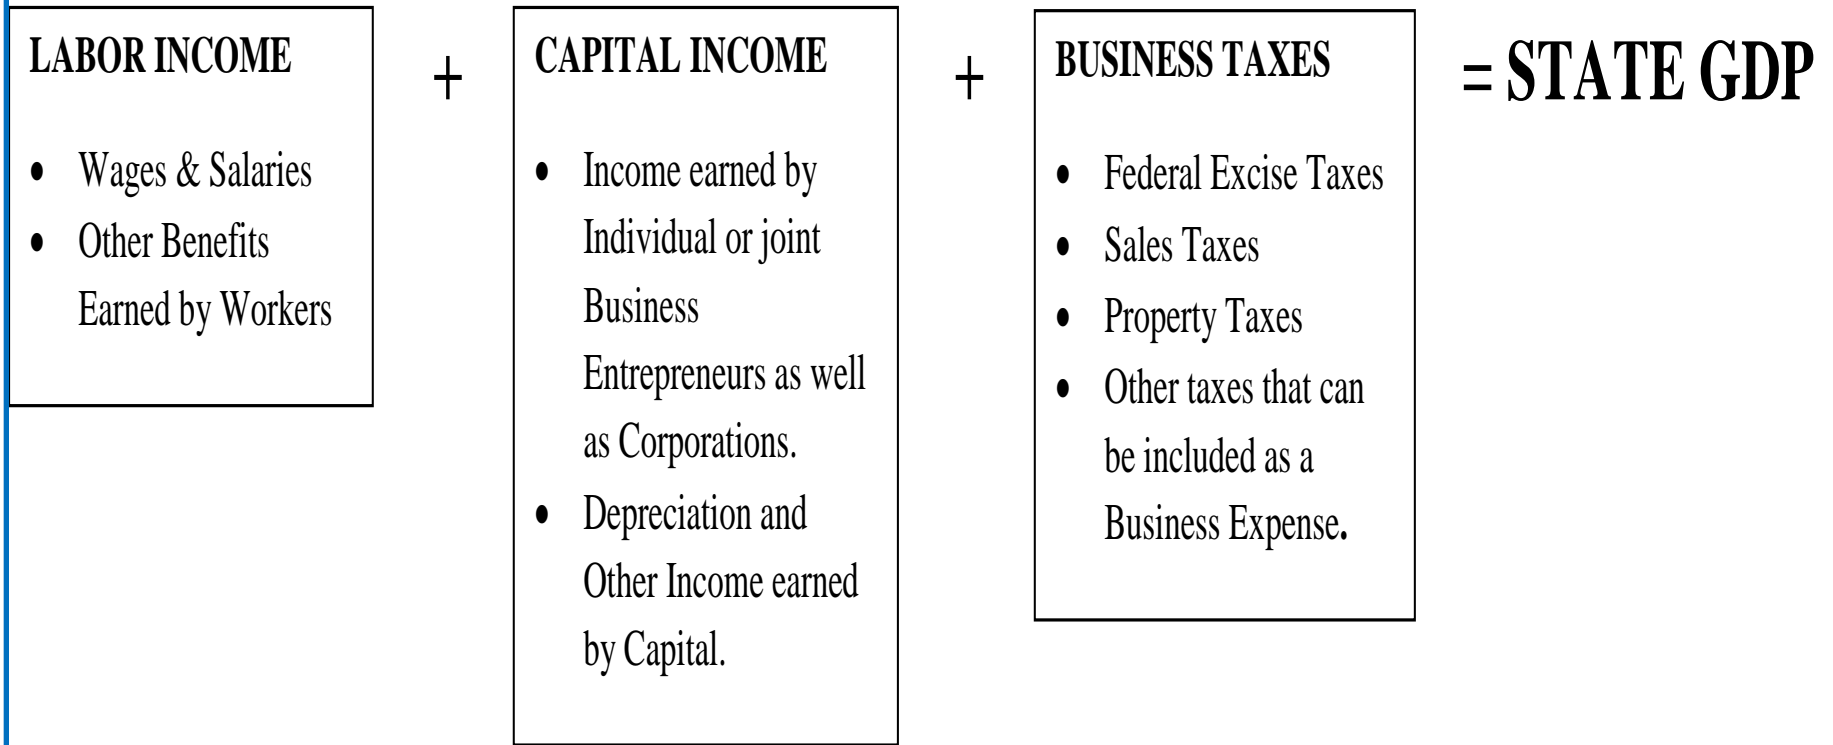 LABOR INCOME
• Wages & Salaries
• Other Benefits
Earned by Workers
+
CAPITAL INCOME
• Income earned by
Individual or joint
Business
Entrepreneurs as well
as Corporations.
• Depreciation and
Other Income earned
by Capital.
+
BUSINESS TAXES
• Federal Excise Taxes
• Sales Taxes
• Property Taxes
• Other taxes that can
be included as a
Business Expense.
= STATE GDP